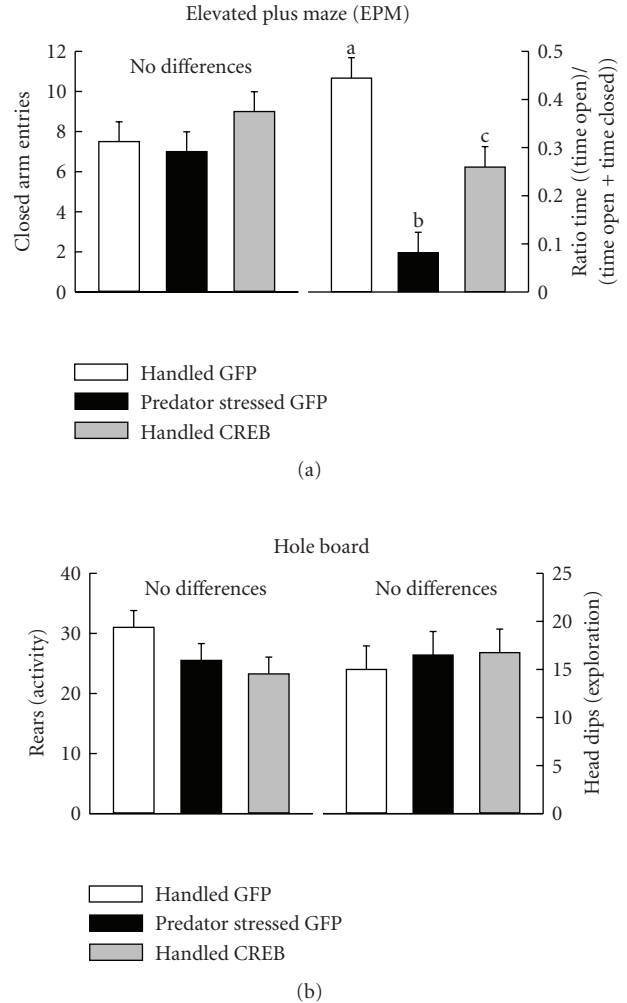 Elevated plus maze (EPM)
12
10
8
6
4
2
0
Closed arm entries
No differences
a
b
c
0.5
0.4
0.3
0.2
0.1
0
Ratio time ((time open)/
(time open + time closed))
Handled GFP
Predator stressed GFP
Handled CREB
(a)
Hole board
40
30
20
10
0
Rears (activity)
No differences
No differences
25
20
15
10
5
0
Head dips (exploration)
Handled GFP
Predator stressed GFP
Handled CREB
(b)